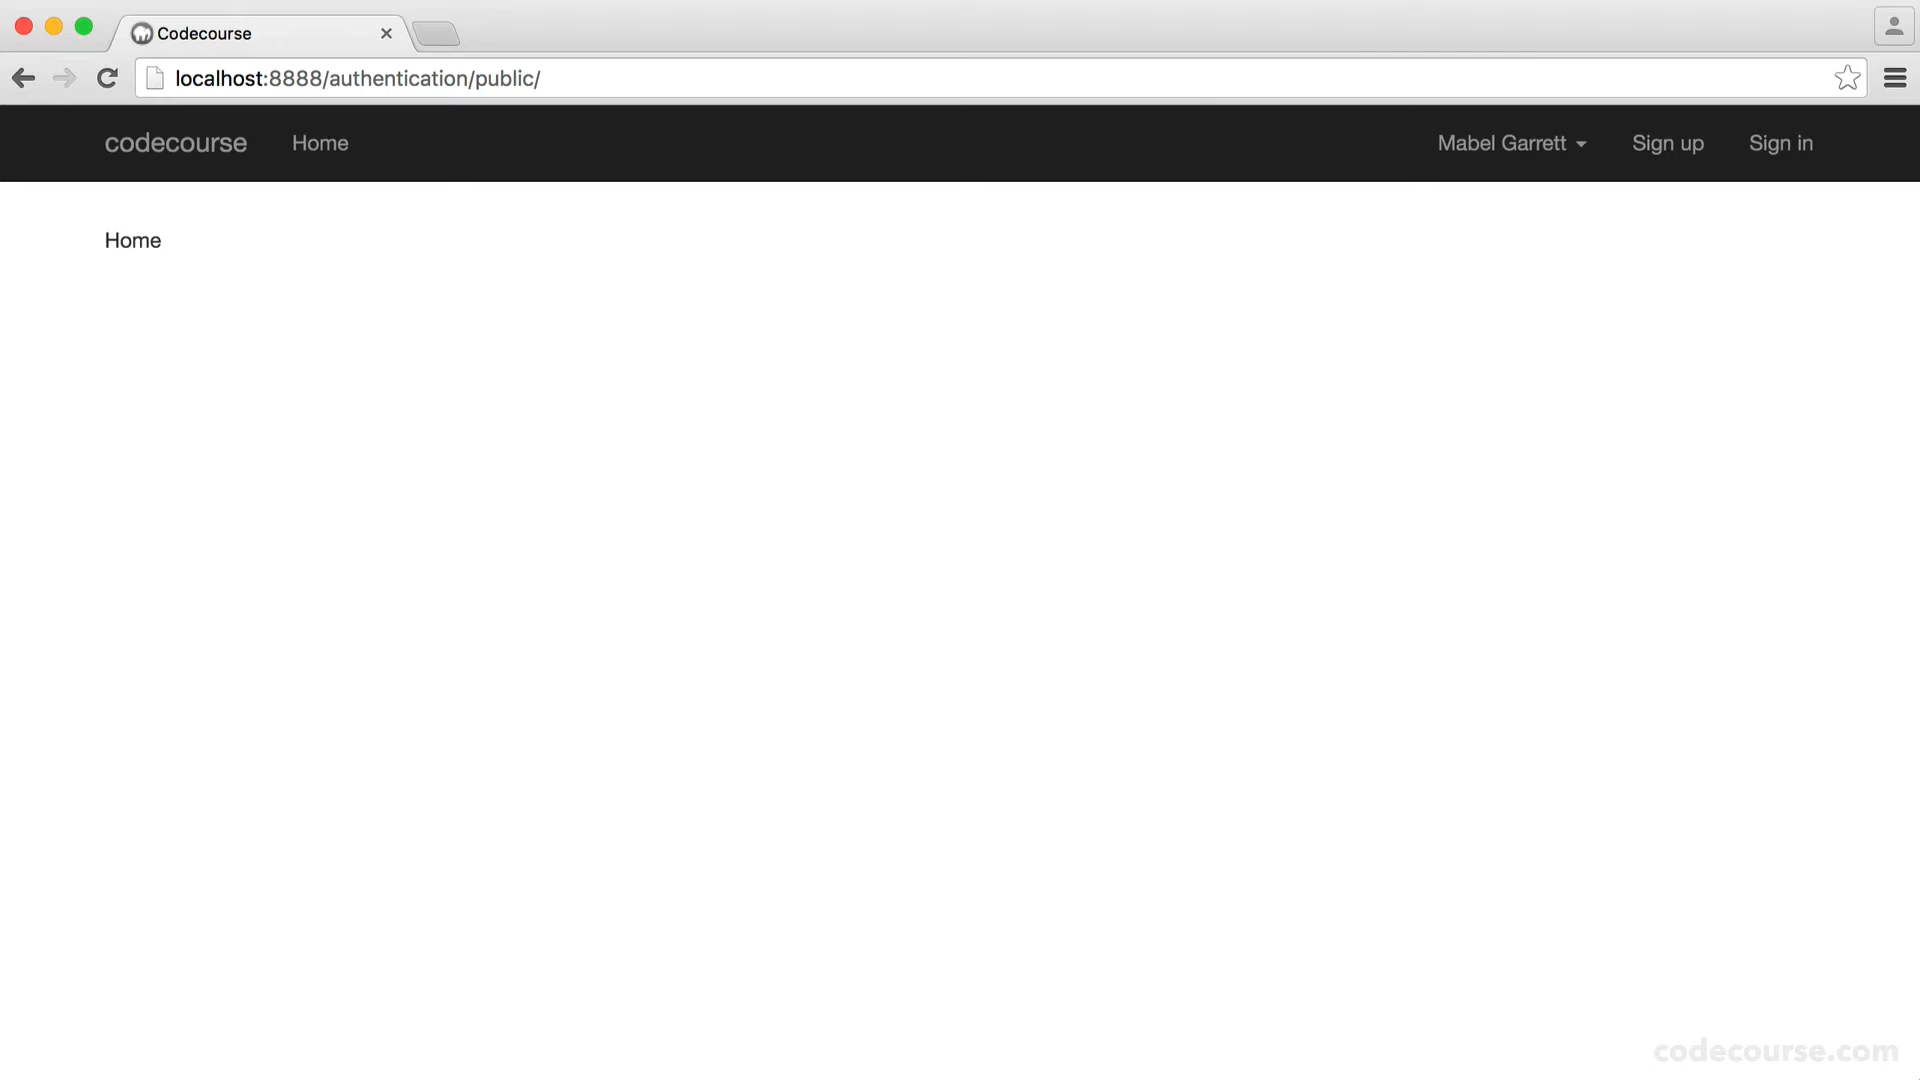 Codecourse
localhost:8888/authentication/public/
codecourse Home Mabel Garrett Sign up Sign in
Home
codecourse.com